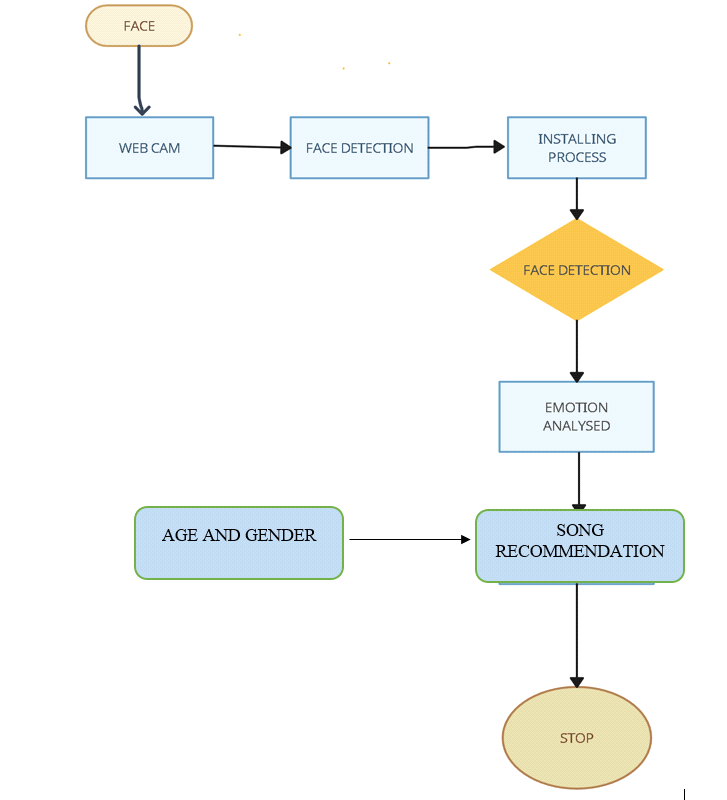 FACE
WEB CAM
FACE DETECTION
INSTALLING
PROCESS
FACE DETECTION
EMOTION
ANALYSED
AGE AND GENDER
SONG
RECOMMENDATION
STOP